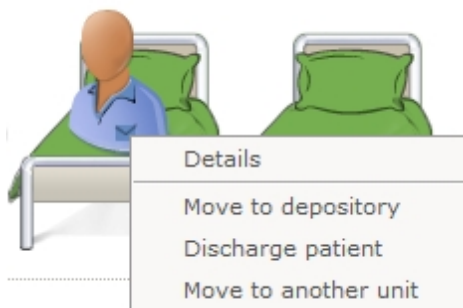 Details
Move to depository
Discharge patient
Move to another unit